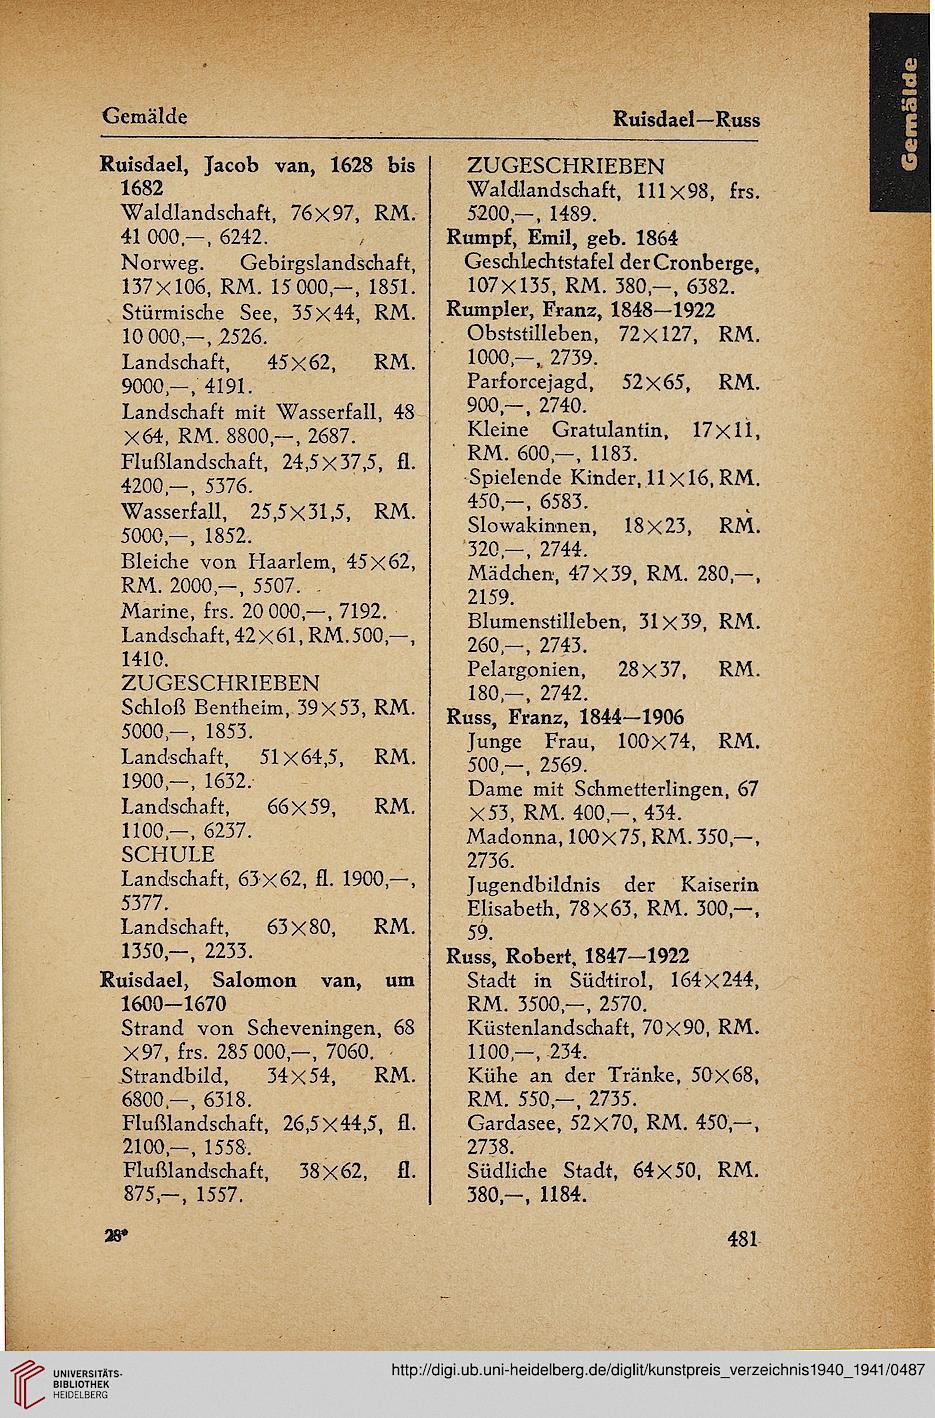 Gemälde
Ruisdael—Russ
Gemälde
Ruisdael, Jacob van, 1628 bis
1682
Waldlandschaft, 76×97, RM.
41 000,—, 6242.
Norweg. Gebirgslandschaft,
137×106, RM. 15 000,—, 1851.
Stürmische See, 35×44, RM.
10 000,—, 2526.
Landschaft, 45×62, RM.
9000,—, 4191.
Landschaft mit Wasserfall, 48
×64, RM. 8800,—, 2687.
Flußlandschaft, 24,5×37,5, fl.
4200,—, 5376.
Wasserfall, 25,5×31,5, RM.
5000,—, 1852.
Bleiche von Haarlem, 45×62,
RM. 2000,—, 5507.
Marine, frs. 20 000,—, 7192.
Landschaft, 42×61, RM. 500,—,
1410.
ZUGESCHRIEBEN
Schloß Bentheim, 39×53, RM.
5000,—, 1853.
Landschaft, 51×64,5, RM.
1900,—, 1632.
Landschaft, 66×59, RM.
1100,—, 6237.
SCHULE
Landschaft, 63×62, fl. 1900,—,
5377.
Landschaft, 63×80, RM.
1350,—, 2233.
Ruisdael, Salomon van, um
1600—1670
Strand von Scheveningen, 68
×97, frs. 285 000,—, 7060.
Strandbild, 34×54, RM.
6800,—, 6318.
Flußlandschaft, 26,5×44,5, fl.
2100,—, 1558.
Flußlandschaft, 38×62, fl.
875,—, 1557.
ZUGESCHRIEBEN
Waldlandschaft, 111×98, frs.
5200,—, 1489.
Rumpf, Emil, geb. 1864
Geschlechtstafel der Cronberge,
107×135, RM. 380,—, 6382.
Rumpler, Franz, 1848—1922
Obststilleben, 72×127, RM.
1000,—, 2739.
Parforcejagd, 52×65, RM.
900,—, 2740.
Kleine Gratulantin, 17×11,
RM. 600,—, 1183.
Spielende Kinder, 11×16, RM.
450,—, 6583.
Slowakinnen, 18×23, RM.
320,—, 2744.
Mädchen, 47×39, RM. 280,—,
2159.
Blumenstilleben, 31×39, RM.
260,—, 2743.
Pelargonien, 28×37, RM.
180,—, 2742.
Russ, Franz, 1844—1906
Junge Frau, 100×74, RM.
500,—, 2569.
Dame mit Schmetterlingen, 67
×53, RM. 400,—, 434.
Madonna, 100×75, RM. 350,—,
2736.
Jugendbildnis der Kaiserin
Elisabeth, 78×63, RM. 300,—,
59.
Russ, Robert, 1847—1922
Stadt in Südtirol, 164×244,
RM. 3500,—, 2570.
Küstenlandschaft, 70×90, RM.
1100,—, 234.
Kühe an der Tränke, 50×68,
RM. 550,—, 2735.
Gardasee, 52×70, RM. 450,—,
2738.
Südliche Stadt, 64×50, RM.
380,—, 1184.
28*
481
UNIVERSITÄTS-
BIBLIOTHEK
HEIDELBERG
http://digi.ub.uni-heidelberg.de/diglit/kunstpreis_verzeichnis1940_1941/0487